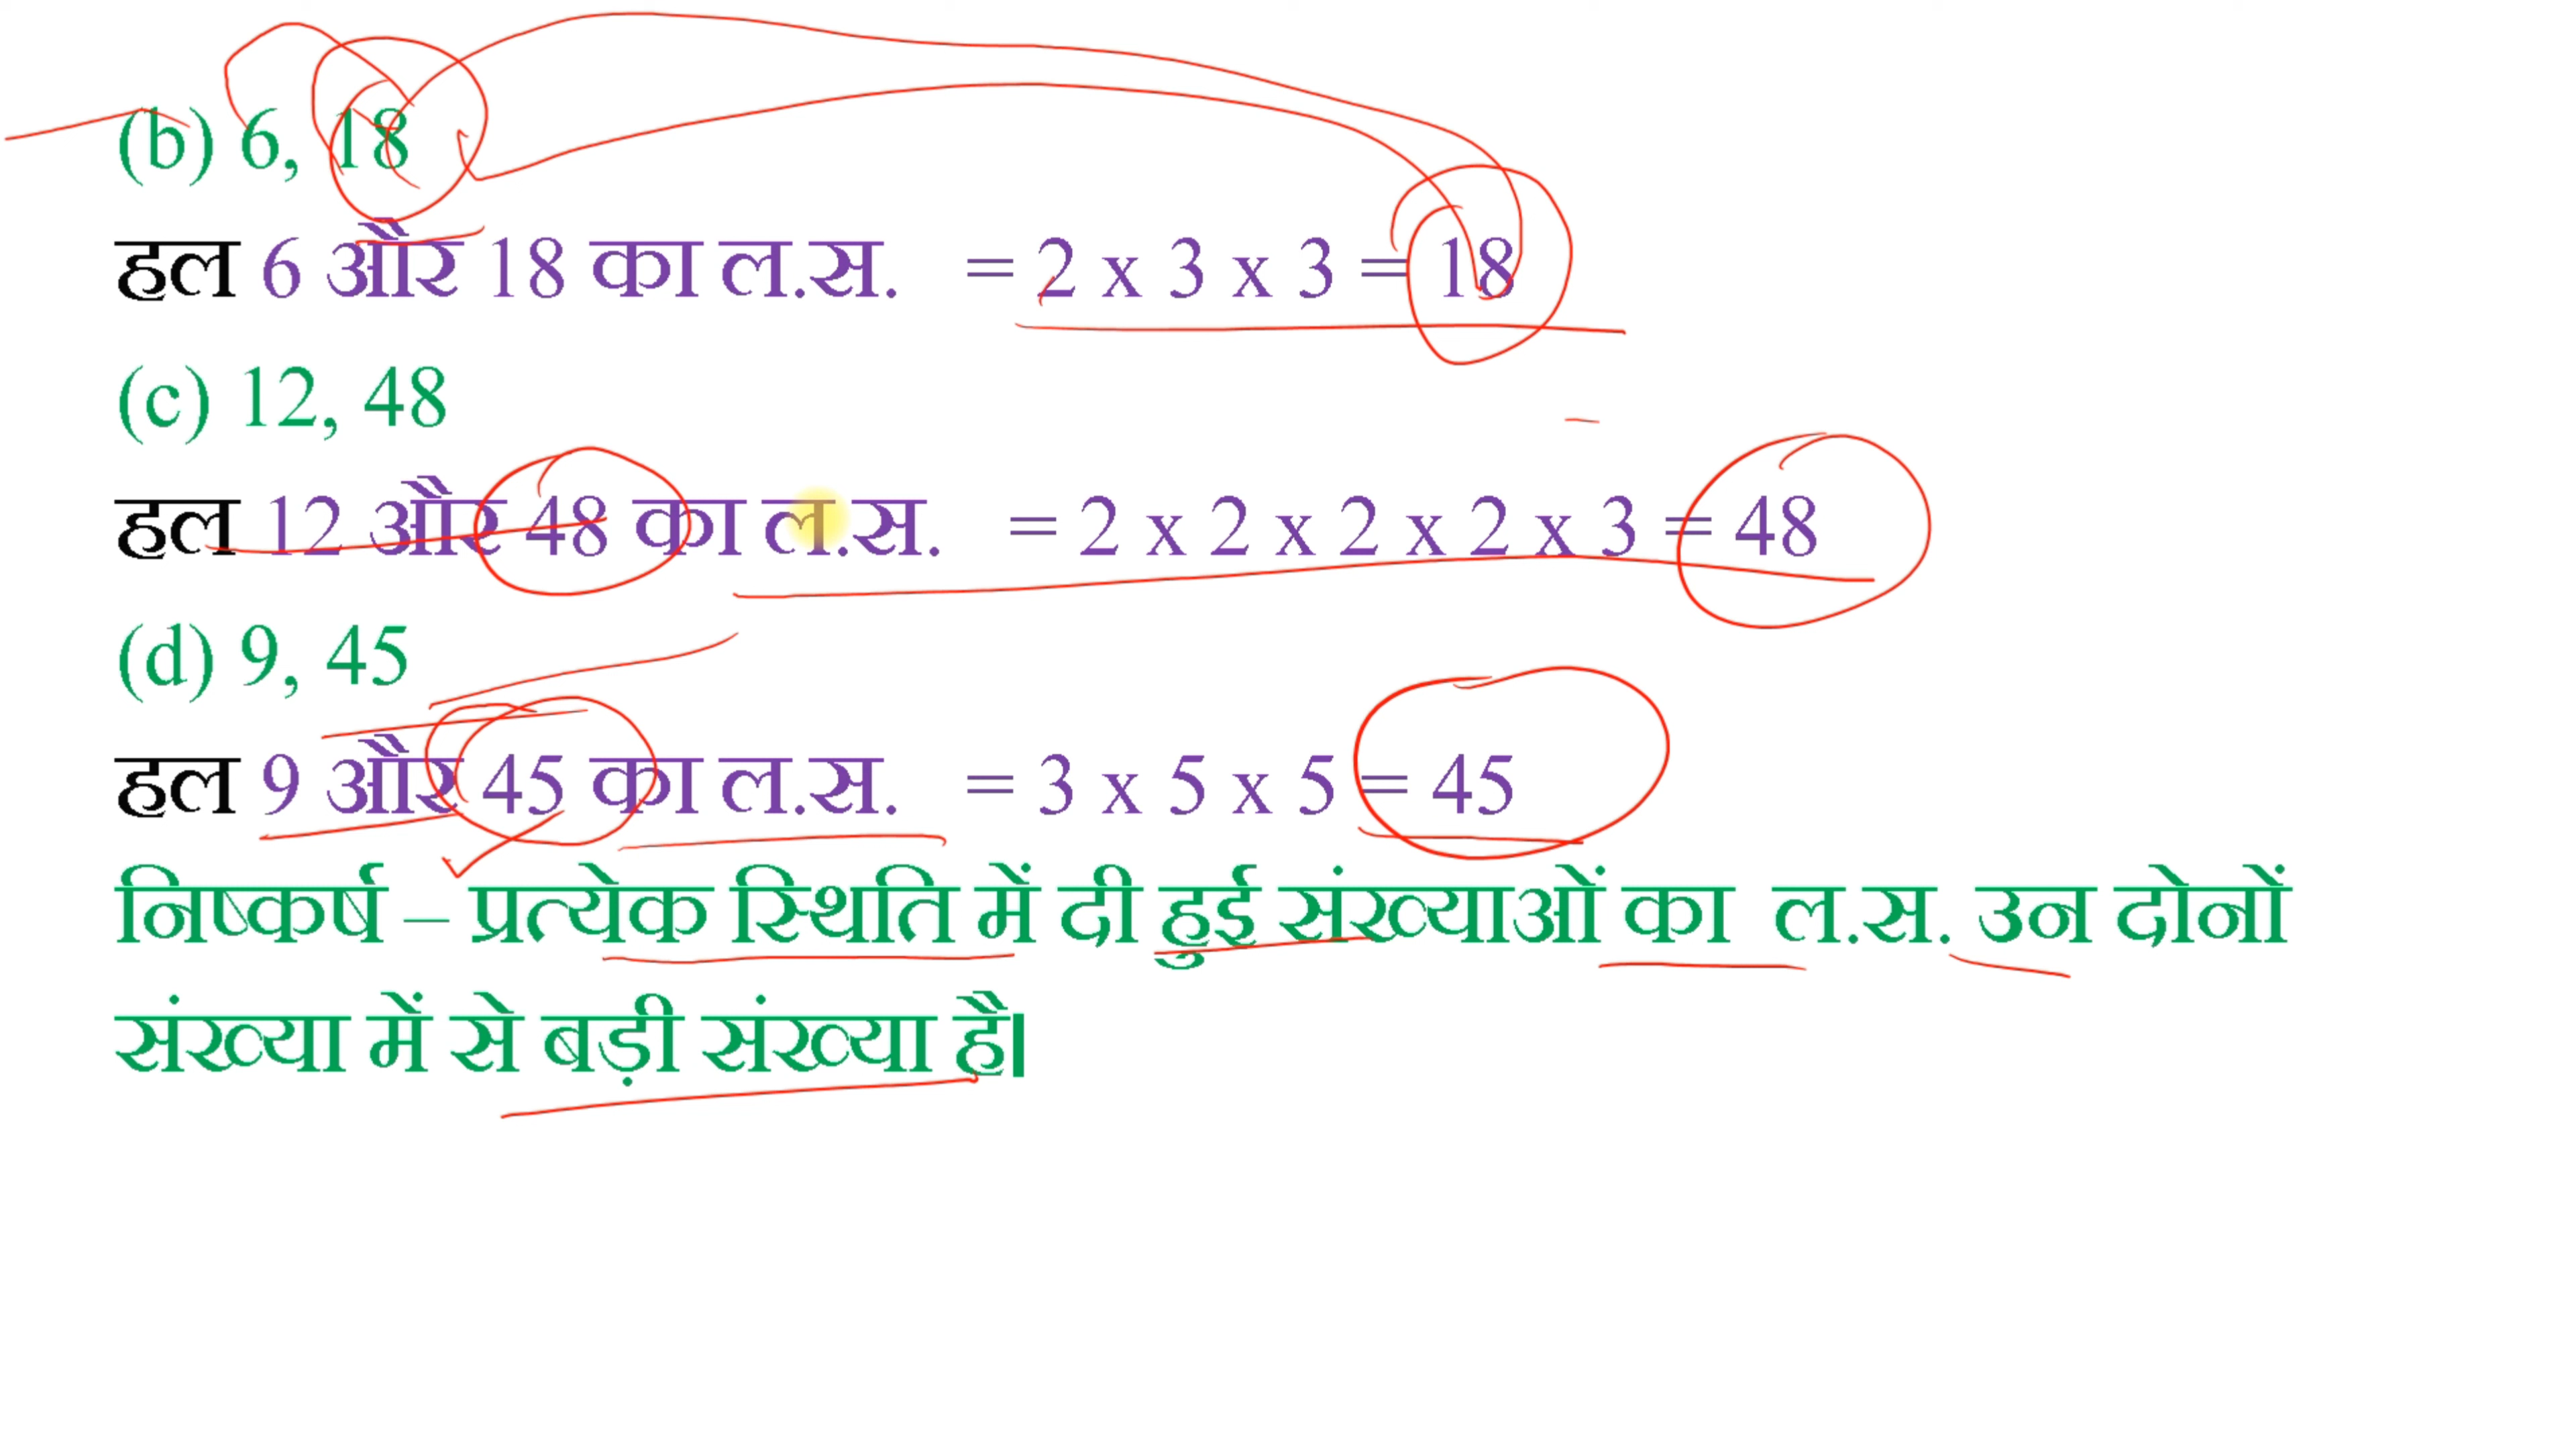 (b) 6, 18
हल 6 और 18 का ल.स. = 2 x 3 x 3 = 18
(c) 12, 48
हल 12 और 48 का ल.स. = 2 x 2 x 2 x 2 x 3 = 48
(d) 9, 45
हल 9 और 45 का ल.स. = 3 x 5 x 5 = 45
निष्कर्ष – प्रत्येक स्थिति में दी हुई संख्याओं का ल.स. उन दोनों
संख्या में से बड़ी संख्या है।